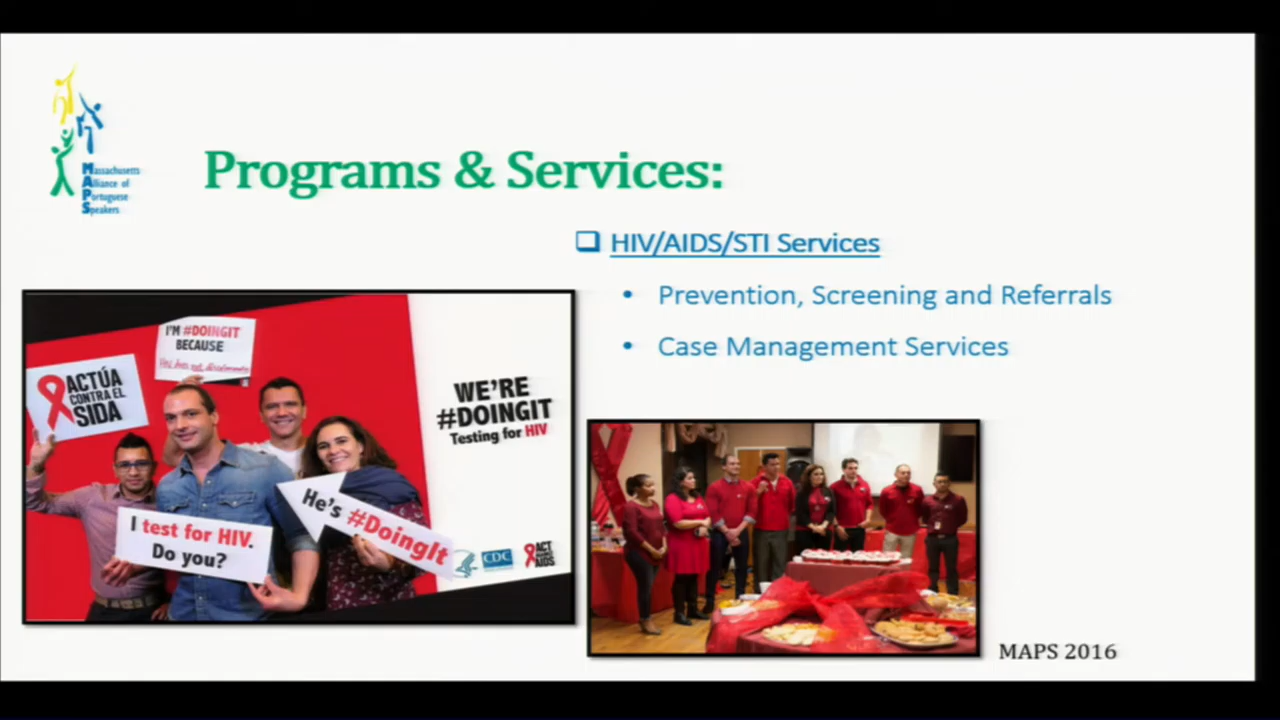 Massachusetts
Alliance of
Portuguese
Speakers
Programs & Services:
❑ HIV/AIDS/STI Services
• Prevention, Screening and Referrals
• Case Management Services
I'M #DOINGIT
BECAUSE
ACTÚA
CONTRA EL
SIDA
WE'RE
#DOINGIT
Testing for HIV
He's #DoingIt
I test for HIV.
Do you?
CDC
ACT
AGAINST
AIDS
MAPS 2016